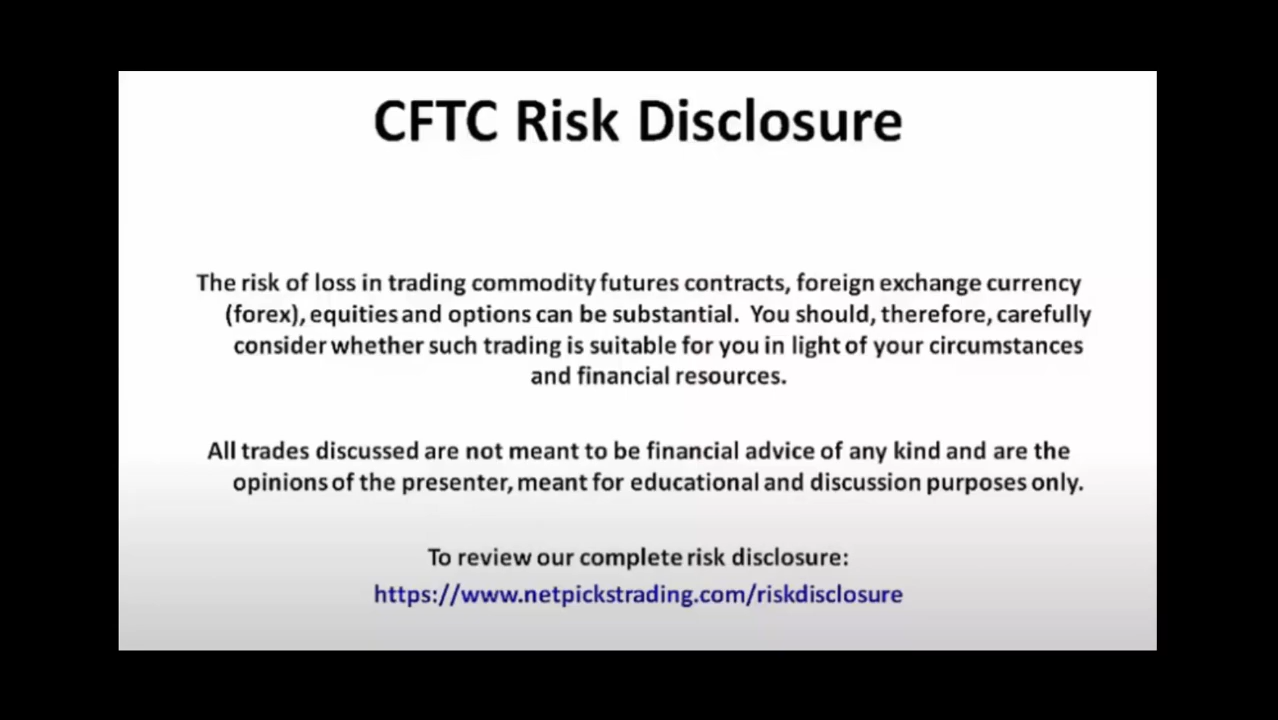 CFTC Risk Disclosure
The risk of loss in trading commodity futures contracts, foreign exchange currency
(forex), equities and options can be substantial.  You should, therefore, carefully
consider whether such trading is suitable for you in light of your circumstances
and financial resources.
All trades discussed are not meant to be financial advice of any kind and are the
opinions of the presenter, meant for educational and discussion purposes only.
To review our complete risk disclosure:
https://www.netpickstrading.com/riskdisclosure